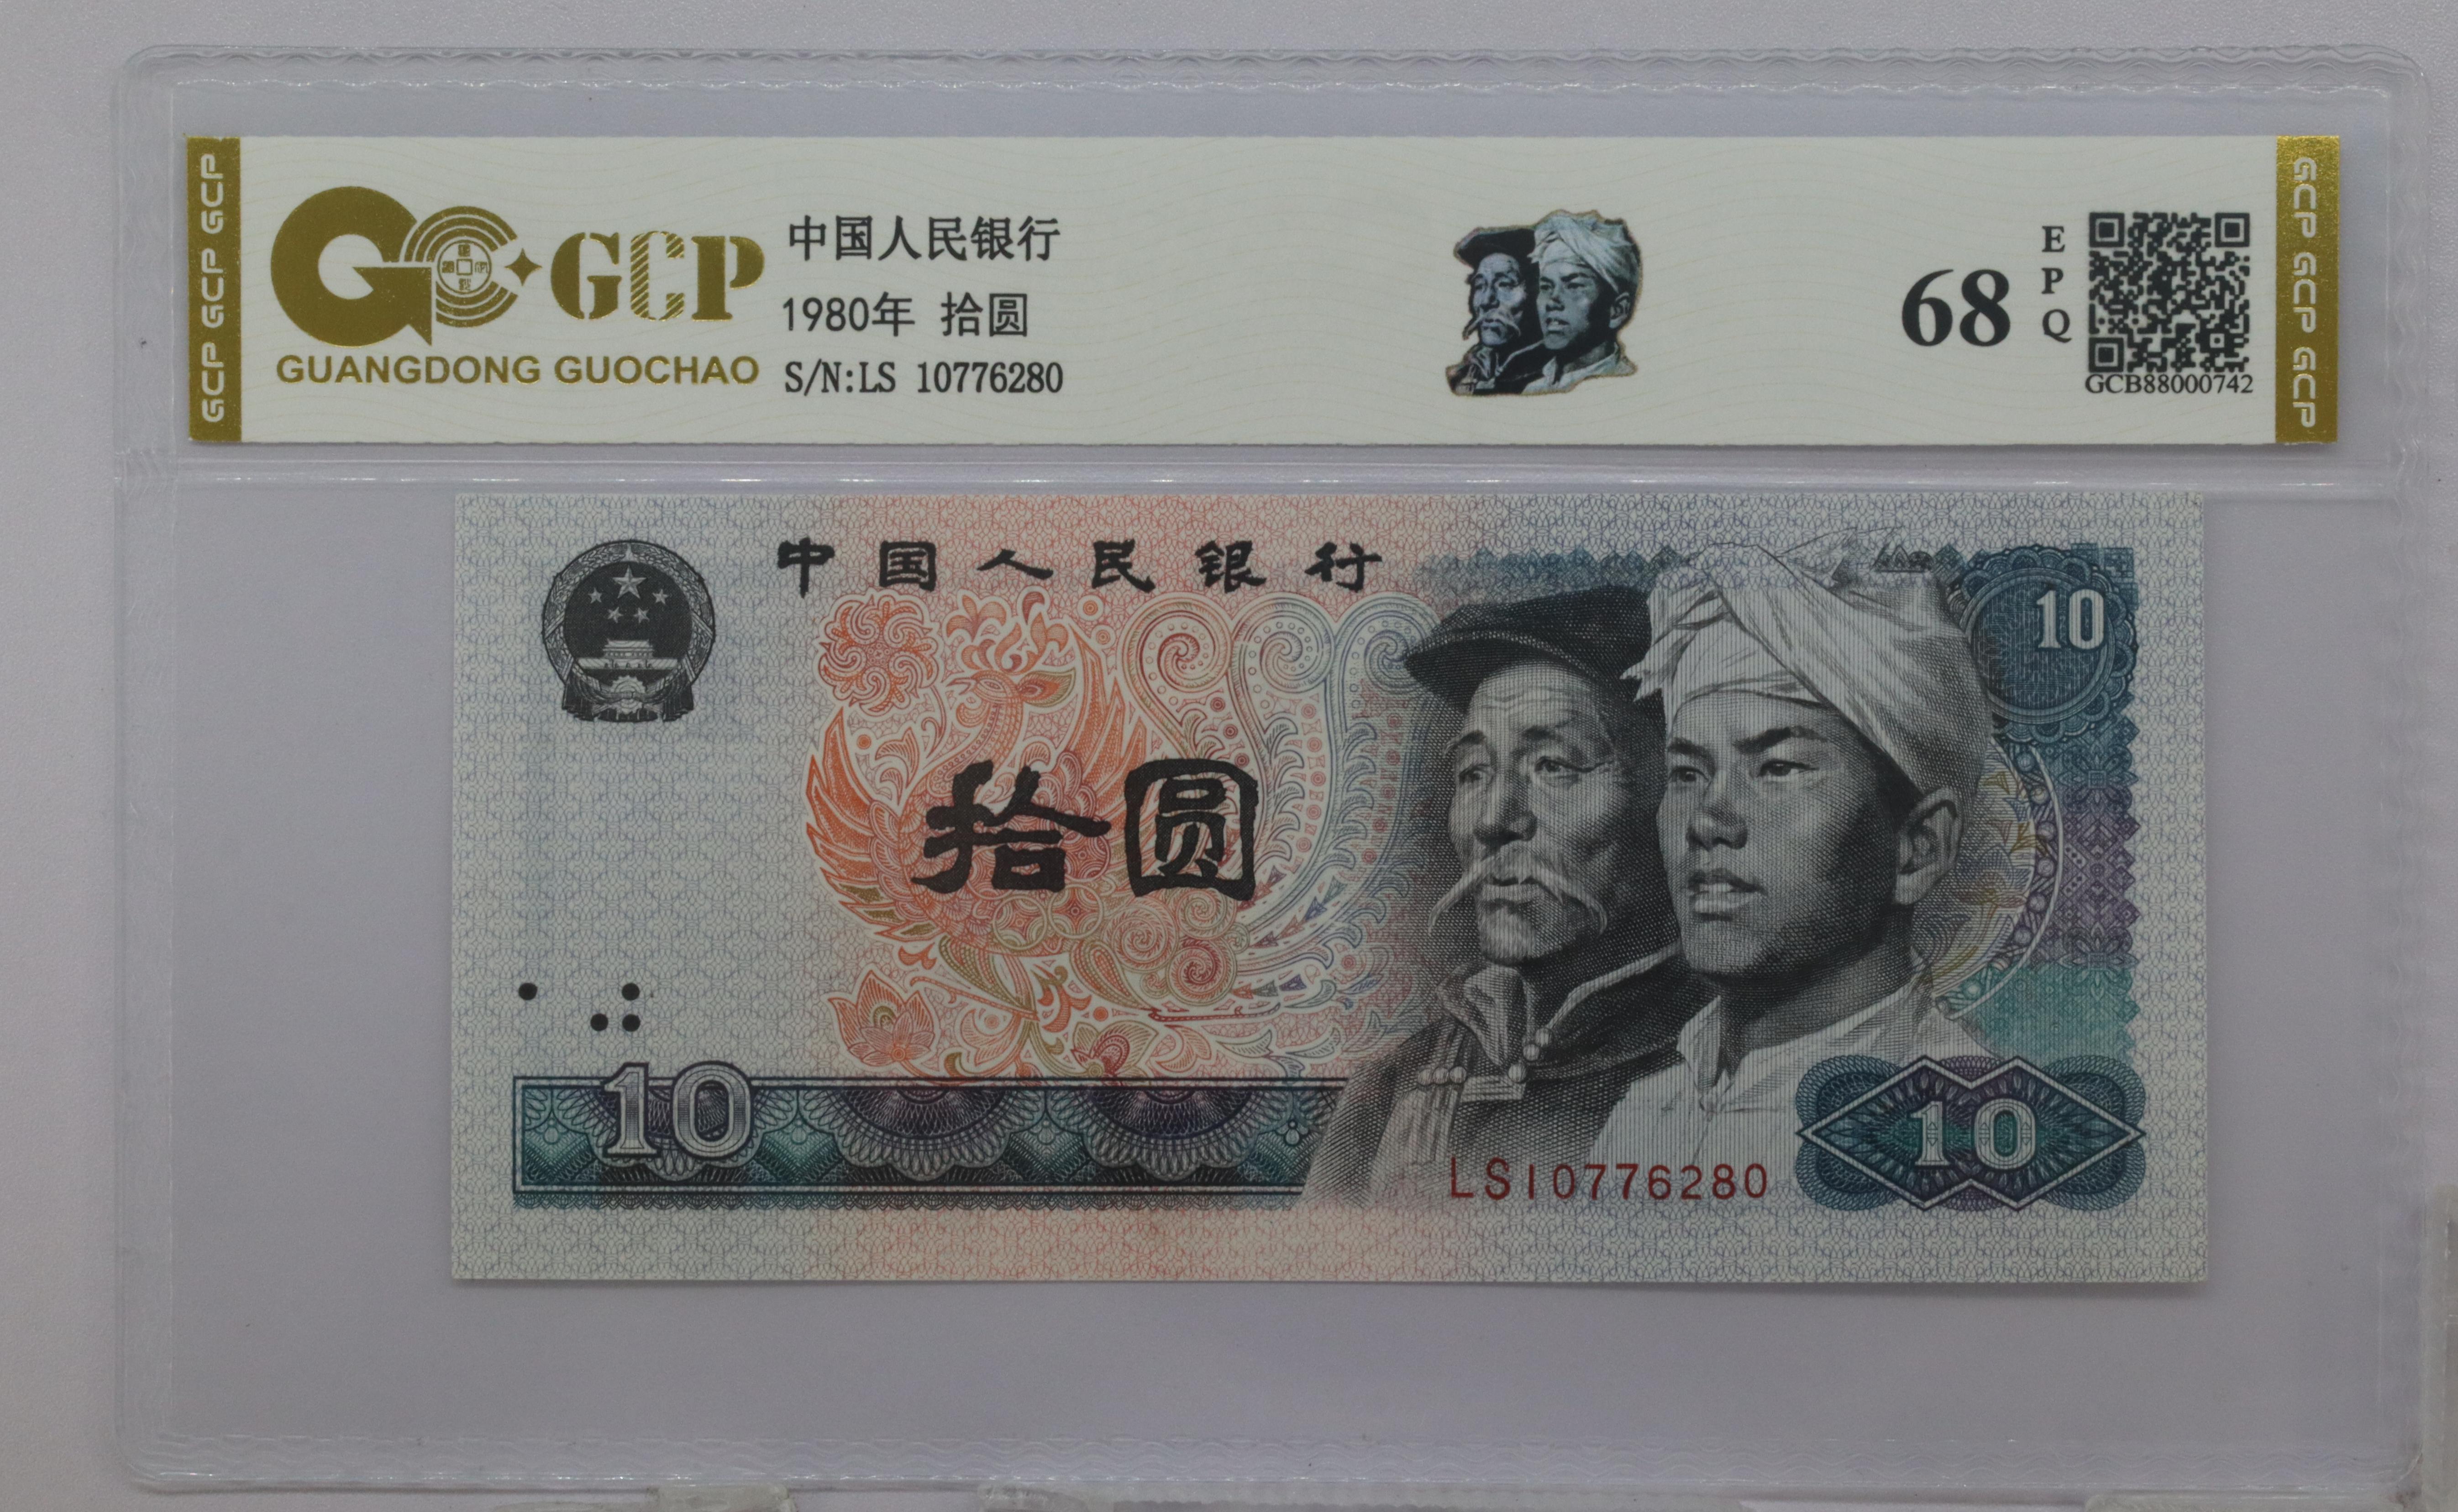 GCP GCP GCP
GCP
GUANGDONG GUOCHAO
中国人民银行
1980年 拾圆
S/N:LS 10776280
68
E
P
Q
GCB88000742
GCP GCP GCP
中国人民银行
10
拾圆
10
LS10776280
10